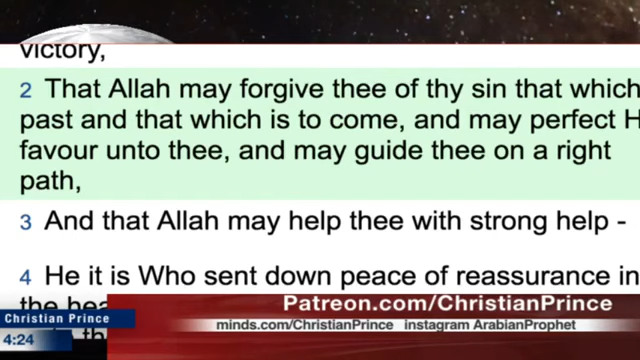 victory,
2 That Allah may forgive thee of thy sin that which
past and that which is to come, and may perfect H
favour unto thee, and may guide thee on a right
path,
3 And that Allah may help thee with strong help -
4 He it is Who sent down peace of reassurance in
the hea
Patreon.com/ChristianPrince
Christian Prince
minds.com/ChristianPrince instagram ArabianProphet
4:24